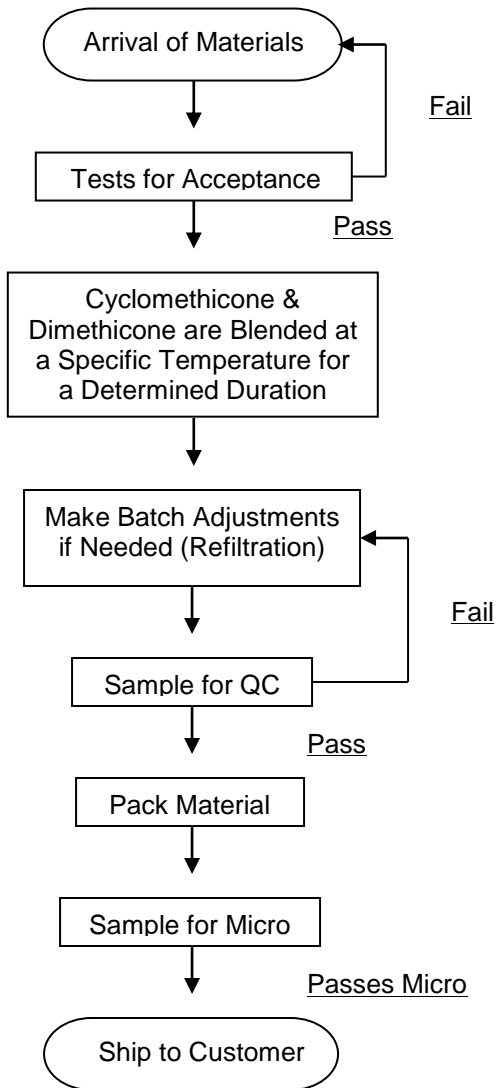 Arrival of Materials
Fail
Tests for Acceptance
Pass
Cyclomethicone &
Dimethicone are Blended at
a Specific Temperature for
a Determined Duration
Make Batch Adjustments
if Needed (Refiltration)
Fail
Sample for QC
Pass
Pack Material
Sample for Micro
Passes Micro
Ship to Customer